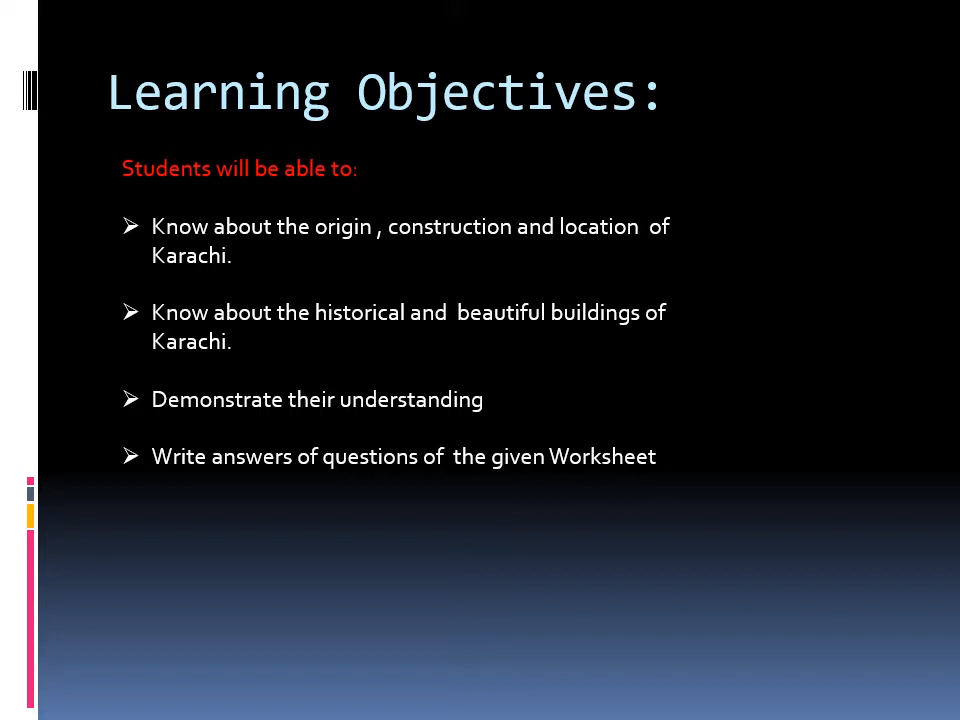 Learning Objectives:
Students will be able to:
➢ Know about the origin , construction and location  of
Karachi.
➢ Know about the historical and  beautiful buildings of
Karachi.
➢ Demonstrate their understanding
➢ Write answers of questions of  the given Worksheet